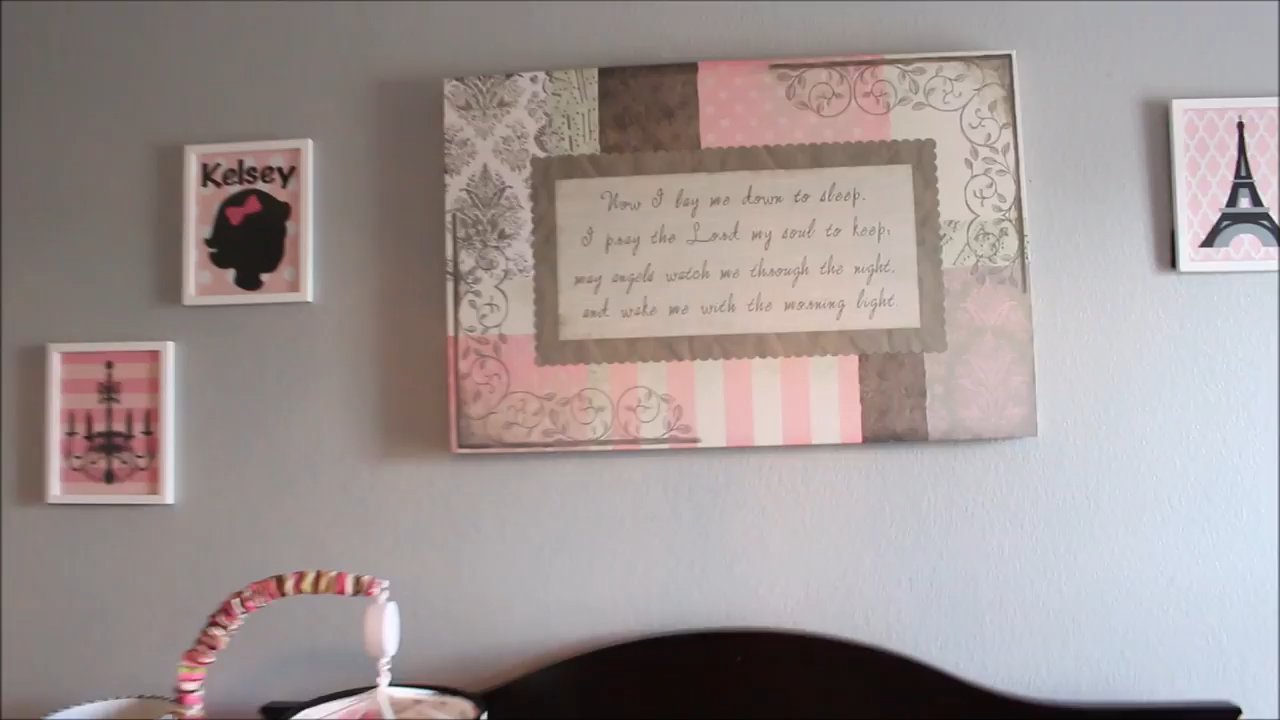 Kelsey
Now I lay me down to sleep.
I pray the Lord my soul to keep;
may angels watch me through the night,
and wake me with the morning light.